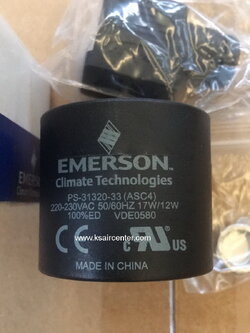 EMERSON
Climate Technologies
PS-31320-33 (ASC4)
220-230VAC 50/60HZ 17W/12W
100%ED VDE0580
CE c UL US
www.ksaircenter.com
MADE IN CHINA